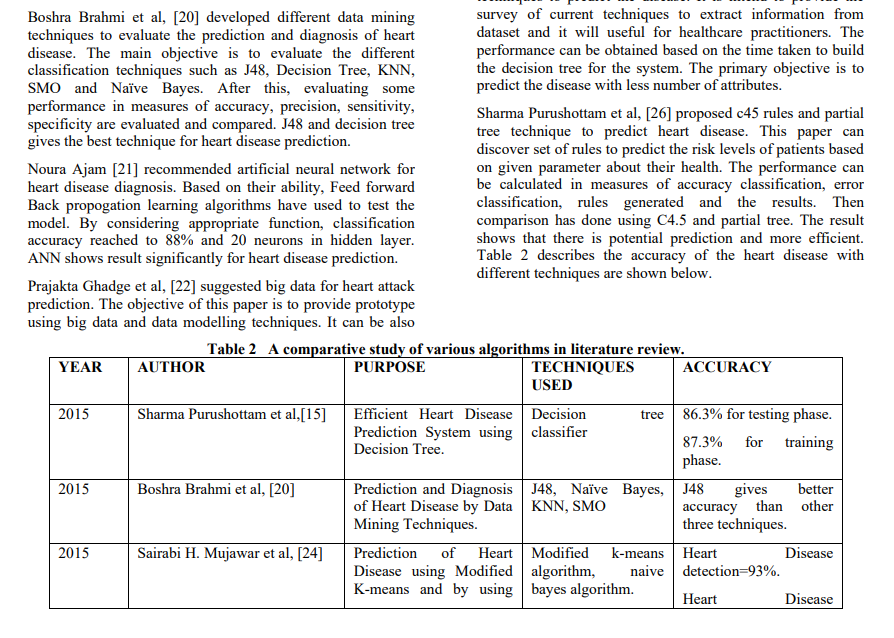 Boshra Brahmi et al, [20] developed different data mining
techniques to evaluate the prediction and diagnosis of heart
disease. The main objective is to evaluate the different
classification techniques such as J48, Decision Tree, KNN,
SMO and Naïve Bayes. After this, evaluating some
performance in measures of accuracy, precision, sensitivity,
specificity are evaluated and compared. J48 and decision tree
gives the best technique for heart disease prediction.
Noura Ajam [21] recommended artificial neural network for
heart disease diagnosis. Based on their ability, Feed forward
Back propogation learning algorithms have used to test the
model. By considering appropriate function, classification
accuracy reached to 88% and 20 neurons in hidden layer.
ANN shows result significantly for heart disease prediction.
Prajakta Ghadge et al, [22] suggested big data for heart attack
prediction. The objective of this paper is to provide prototype
using big data and data modelling techniques. It can be also
survey of current techniques to extract information from
dataset and it will useful for healthcare practitioners. The
performance can be obtained based on the time taken to build
the decision tree for the system. The primary objective is to
predict the disease with less number of attributes.
Sharma Purushottam et al, [26] proposed c45 rules and partial
tree technique to predict heart disease. This paper can
discover set of rules to predict the risk levels of patients based
on given parameter about their health. The performance can
be calculated in measures of accuracy classification, error
classification, rules generated and the results. Then
comparison has done using C4.5 and partial tree. The result
shows that there is potential prediction and more efficient.
Table 2 describes the accuracy of the heart disease with
different techniques are shown below.
Table 2 A comparative study of various algorithms in literature review.
YEAR AUTHOR PURPOSE TECHNIQUES ACCURACY
USED
2015 Sharma Purushottam et al,[15] Efficient Heart Disease Decision tree 86.3% for testing phase.
Prediction System using classifier
Decision Tree.
87.3% for training
phase.
2015 Boshra Brahmi et al, [20] Prediction and Diagnosis J48, Naïve Bayes, J48 gives better
of Heart Disease by Data KNN, SMO accuracy than other
Mining Techniques. three techniques.
2015 Sairabi H. Mujawar et al, [24] Prediction of Heart Modified k-means Heart Disease
Disease using Modified algorithm, naive detection=93%.
K-means and by using bayes algorithm.
Heart Disease